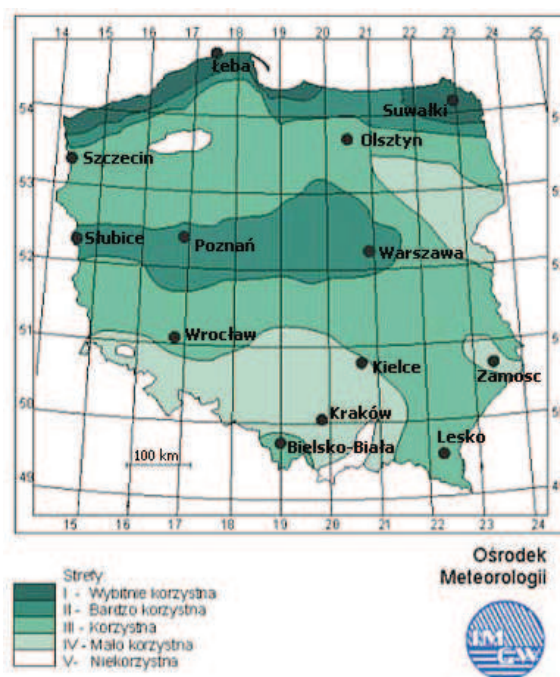 14 15 16 17 18 19 20 21 22 23 24 25
Łeba
54
Suwałki
Olsztyn
Szczecin
53
Słubice
Poznań
Warszawa
52
51
Wrocław
Kielce
Zamosc
50
Kraków
Bielsko-Biała
Lesko
100 km
49
15 16 17 18 19 20 21 22 23 24
Ośrodek
Meteorologii
Strefy:
I - Wybitnie korzystna
II - Bardzo korzystna
III - Korzystna
IV - Mało korzystna
V- Niekorzystna
IM
GW